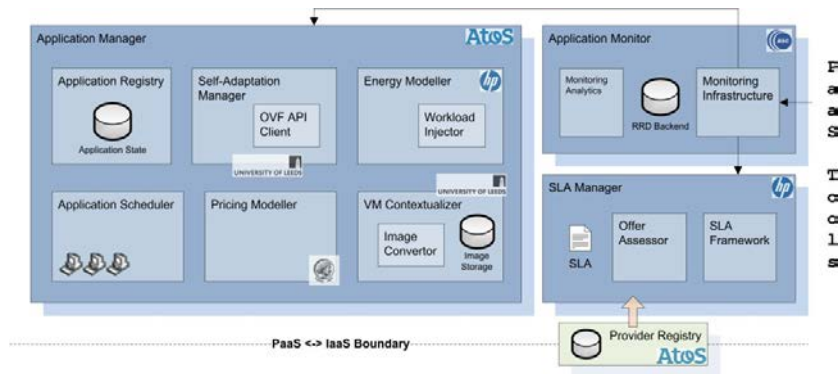 Application Manager
Atos
Application Registry
Application State
Self-Adaptation
Manager
OVF API
Client
UNIVERSITY OF LEEDS
Energy Modeller
hp
Workload
Injector
UNIVERSITY OF LEEDS
Application Scheduler
Pricing Modeller
VM Contextualizer
Image
Convertor
Image
Storage
Application Monitor
Monitoring
Analytics
RRD Backend
Monitoring
Infrastructure
SLA Manager
hp
SLA
Offer
Assessor
SLA
Framework
PaaS <-> IaaS Boundary
Provider Registry
Atos